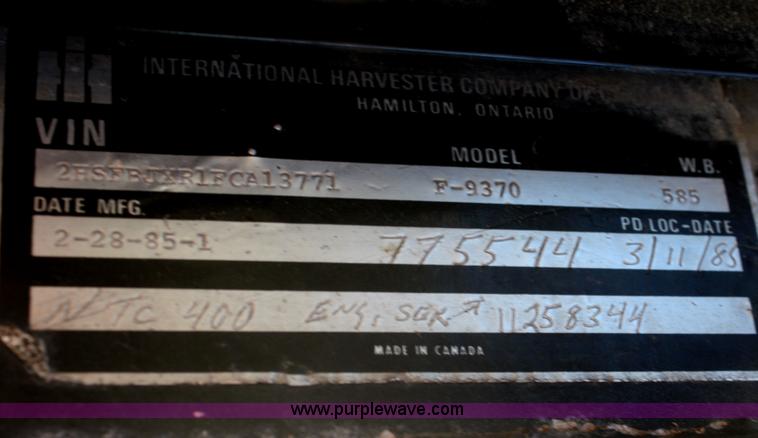 INTERNATIONAL HARVESTER COMPANY OF
HAMILTON, ONTARIO
VIN MODEL W.B.
F-9370 585
DATE MFG. PD LOC-DATE
2-28-85-1 775544 3/11/85
NTC 400 ENG, SER # 11258344
MADE IN CANADA
www.purplewave.com